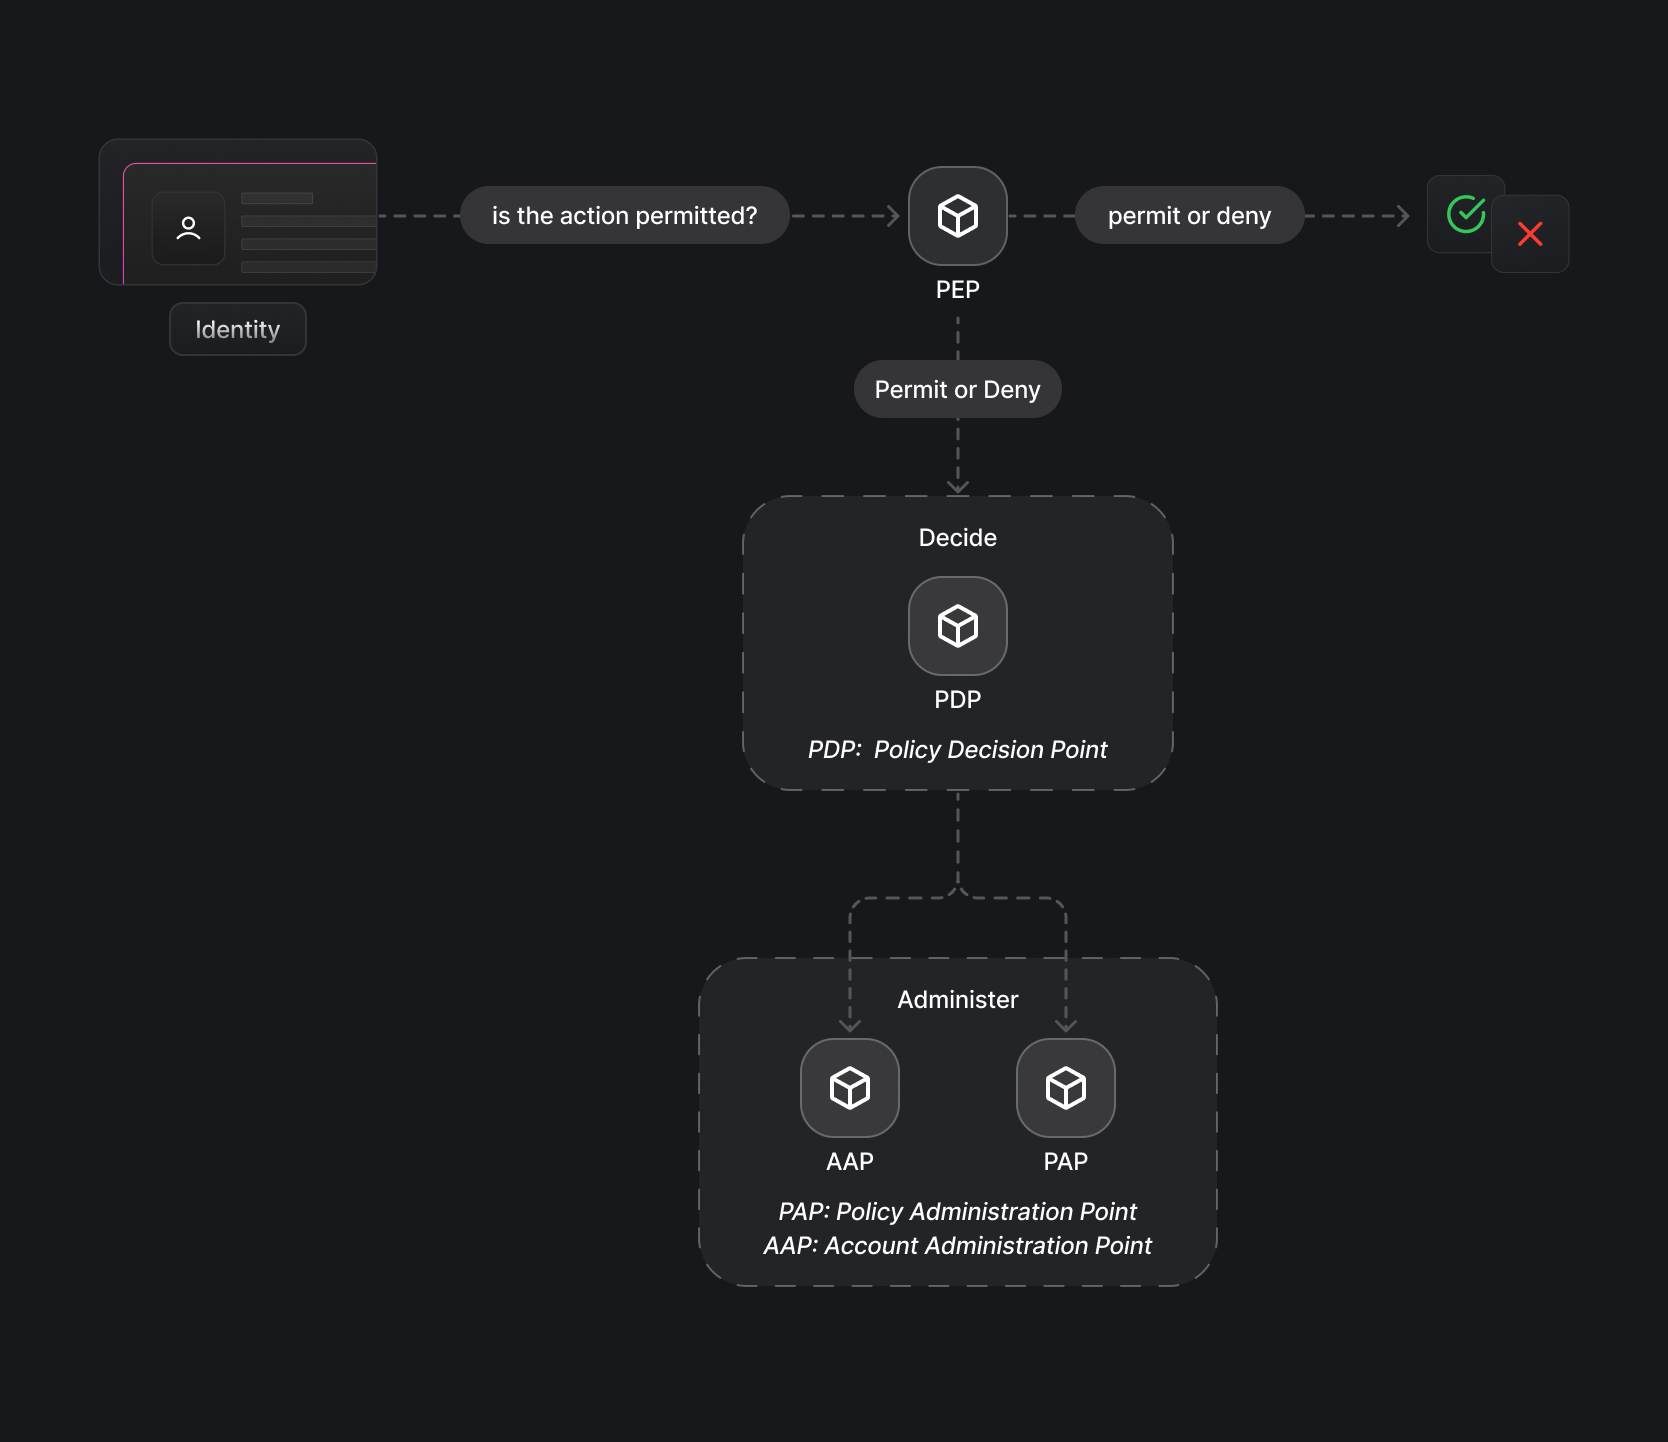 is the action permitted?
permit or deny
PEP
Identity
Permit or Deny
Decide
PDP
PDP: Policy Decision Point
Administer
AAP
PAP
PAP: Policy Administration Point
AAP: Account Administration Point